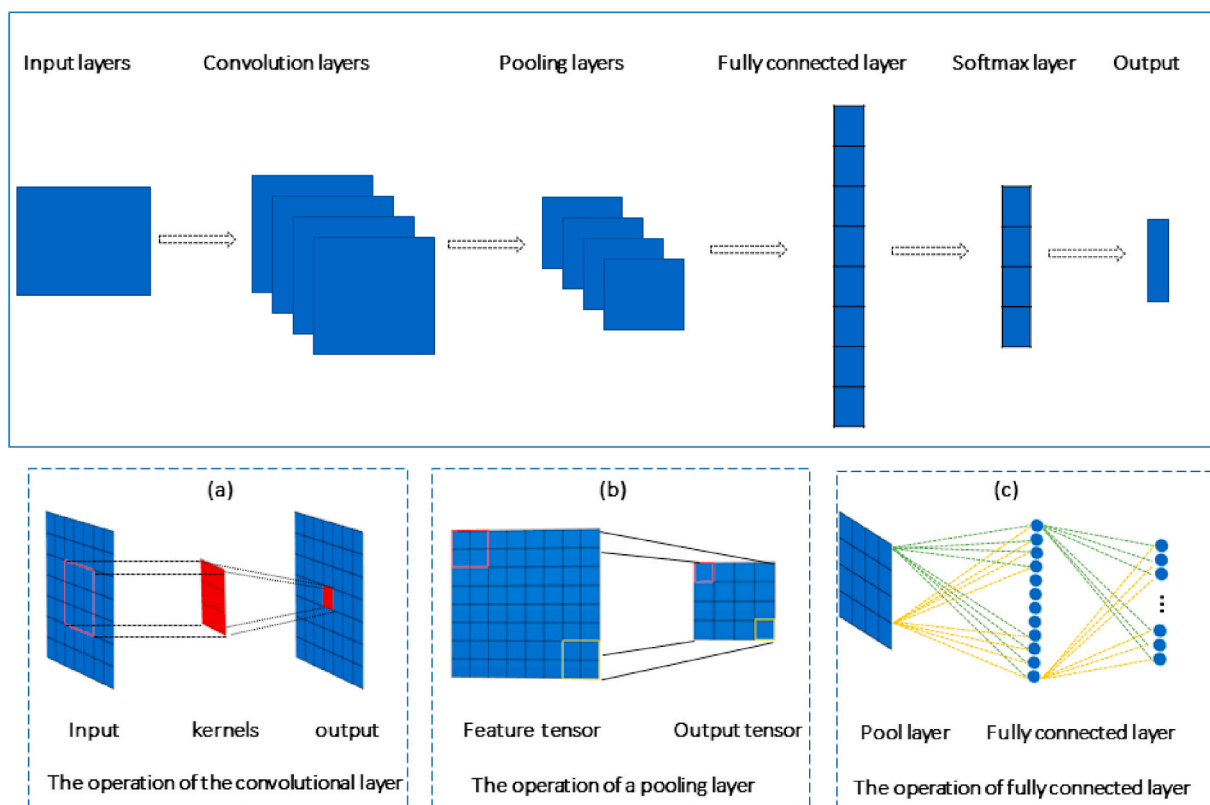 Input layers
Convolution layers
Pooling layers
Fully connected layer
Softmax layer
Output
(a)
Input
kernels
output
The operation of the convolutional layer
(b)
Feature tensor
Output tensor
The operation of a pooling layer
(c)
Pool layer
Fully connected layer
The operation of fully connected layer